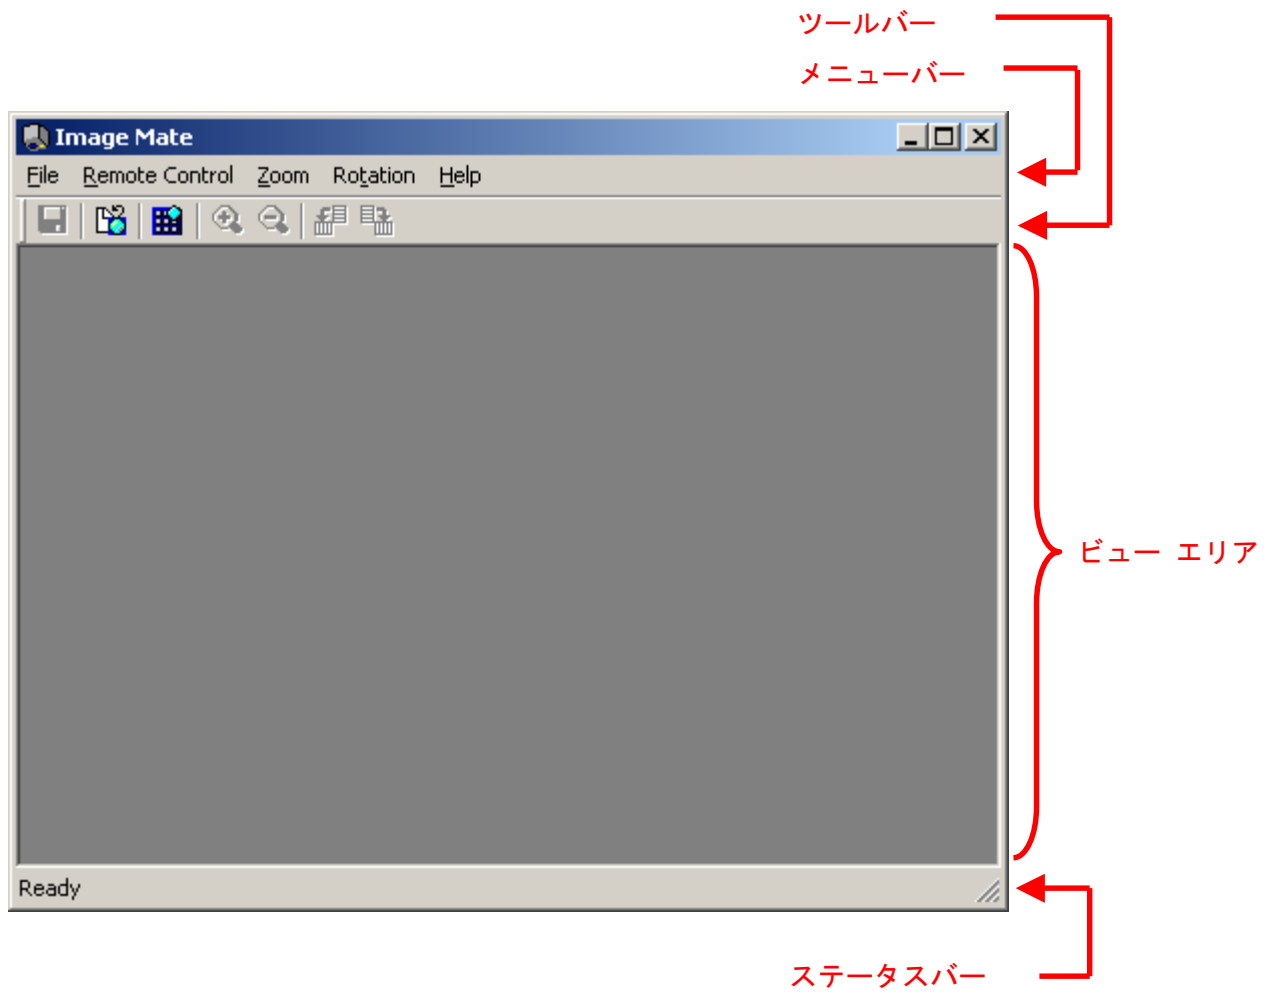 ツールバー
メニューバー
Image Mate
File Remote Control Zoom Rotation Help
ビュー エリア
Ready
ステータスバー